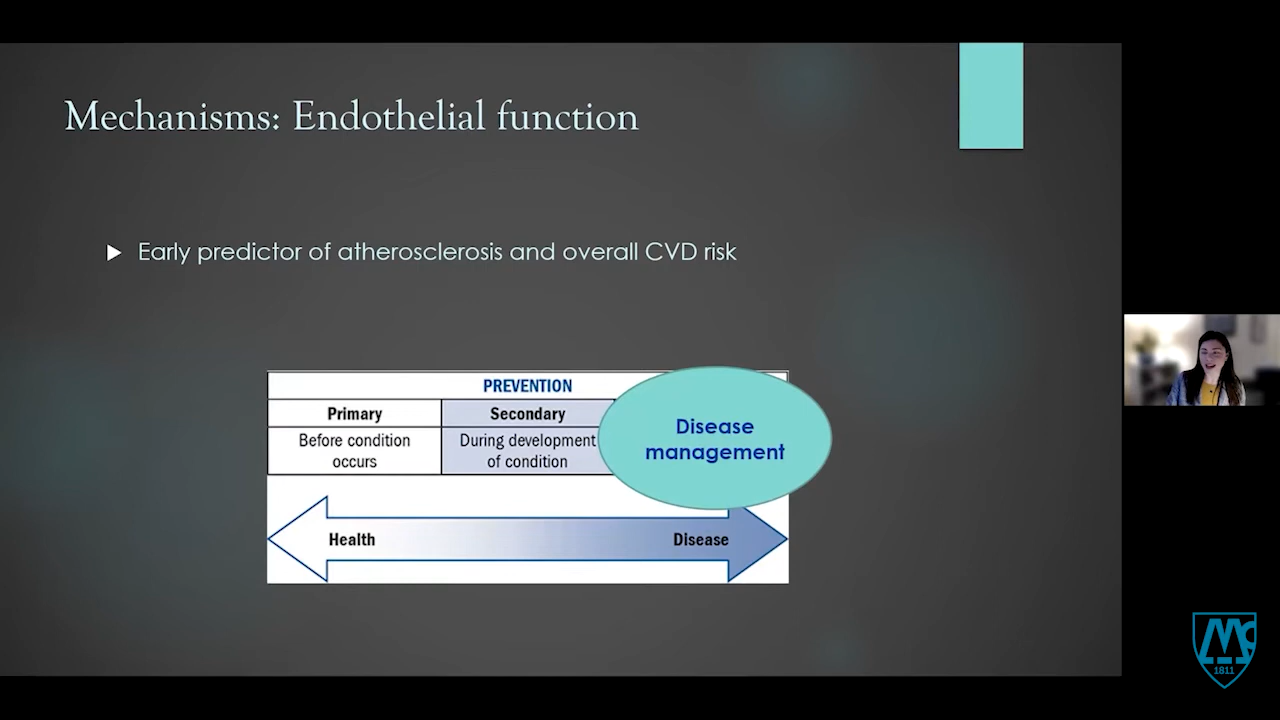 Mechanisms: Endothelial function
Early predictor of atherosclerosis and overall CVD risk
PREVENTION
Primary
Secondary
Before condition
occurs
During development
of condition
Disease
management
Health
Disease
1811